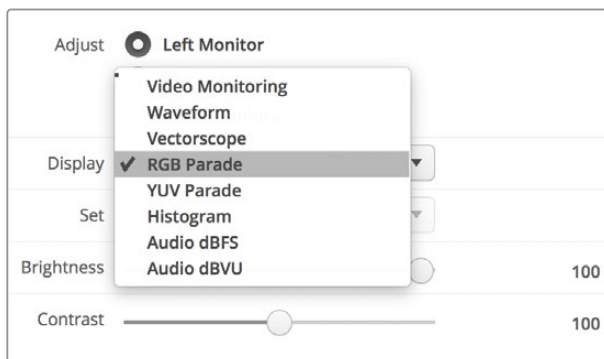 Adjust Left Monitor
Video Monitoring
Waveform
Vectorscope
Display ✓ RGB Parade
YUV Parade
Set Histogram
Audio dBFS
Brightness Audio dBVU 100
Contrast 100